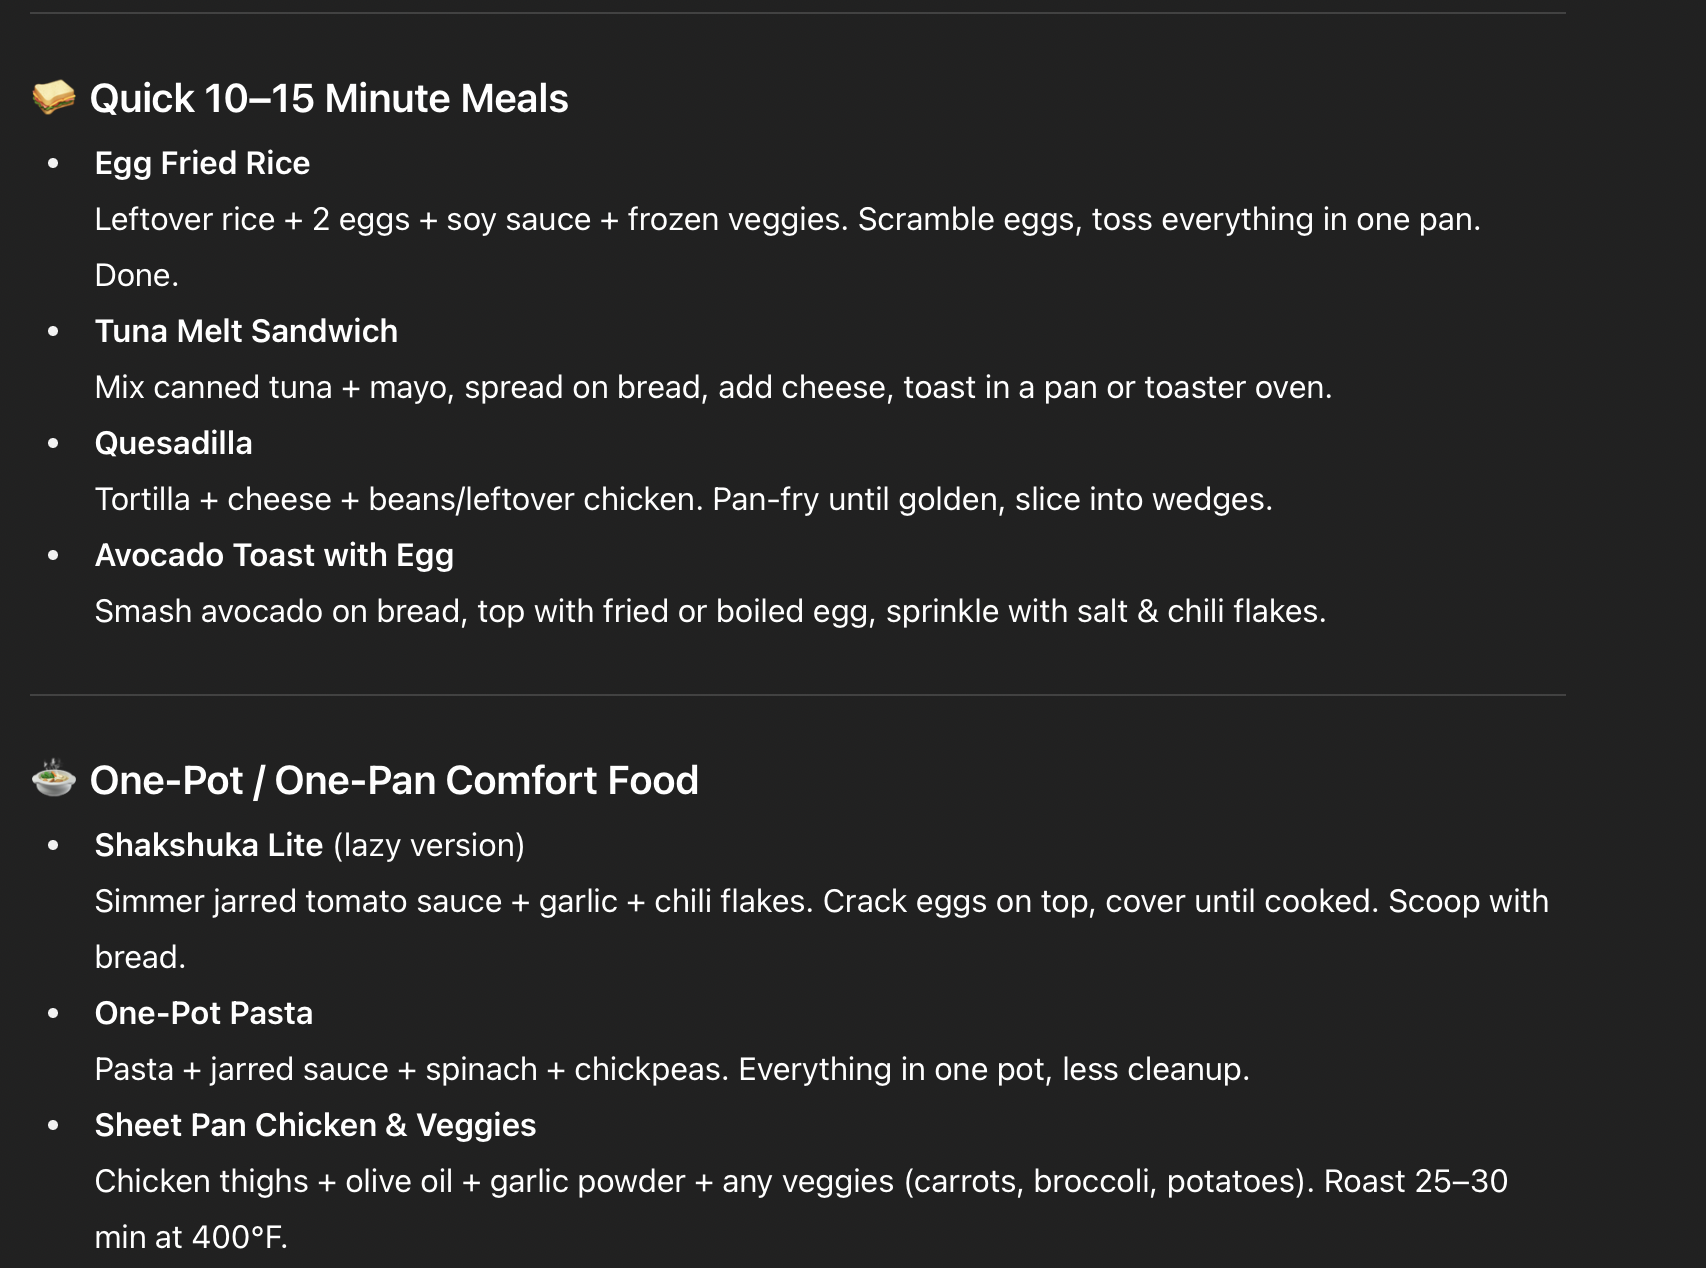 Quick 10–15 Minute Meals
• Egg Fried Rice
Leftover rice + 2 eggs + soy sauce + frozen veggies. Scramble eggs, toss everything in one pan.
Done.
• Tuna Melt Sandwich
Mix canned tuna + mayo, spread on bread, add cheese, toast in a pan or toaster oven.
• Quesadilla
Tortilla + cheese + beans/leftover chicken. Pan-fry until golden, slice into wedges.
• Avocado Toast with Egg
Smash avocado on bread, top with fried or boiled egg, sprinkle with salt & chili flakes.
One-Pot / One-Pan Comfort Food
• Shakshuka Lite (lazy version)
Simmer jarred tomato sauce + garlic + chili flakes. Crack eggs on top, cover until cooked. Scoop with
bread.
• One-Pot Pasta
Pasta + jarred sauce + spinach + chickpeas. Everything in one pot, less cleanup.
• Sheet Pan Chicken & Veggies
Chicken thighs + olive oil + garlic powder + any veggies (carrots, broccoli, potatoes). Roast 25–30
min at 400°F.